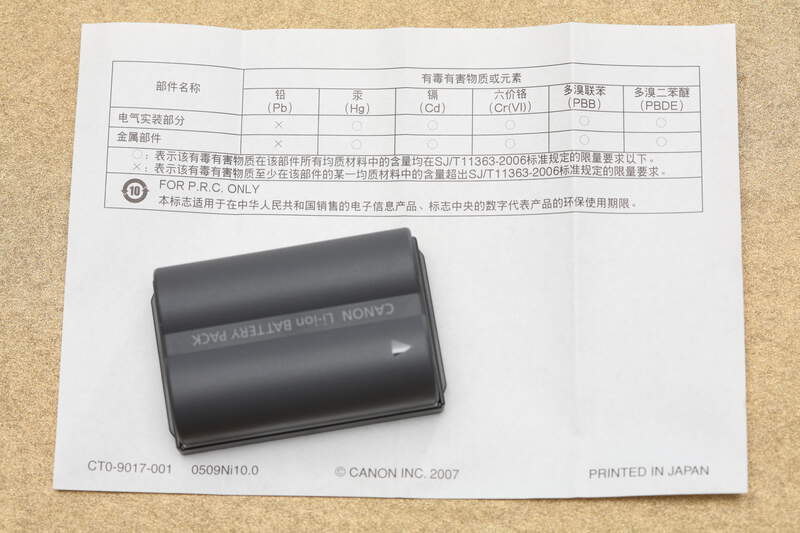 部件名称 有毒有害物质或元素
铅 汞 镉 六价铬 多溴联苯 多溴二苯醚
(Pb) (Hg) (Cd) (Cr(VI)) (PBB) (PBDE)
电气实装部分 × ○ ○ ○ ○ ○
金属部件 × ○ ○ ○ ○ ○
○：表示该有毒有害物质在该部件所有均质材料中的含量均在SJ/T11363-2006标准规定的限量要求以下。
×：表示该有毒有害物质至少在该部件的某一均质材料中的含量超出SJ/T11363-2006标准规定的限量要求。
10 FOR P.R.C. ONLY
本标志适用于在中华人民共和国销售的电子信息产品、标志中央的数字代表产品的环保使用期限。
CANON Li-ion BATTERY PACK
CT0-9017-001 0509Ni10.0 © CANON INC. 2007 PRINTED IN JAPAN